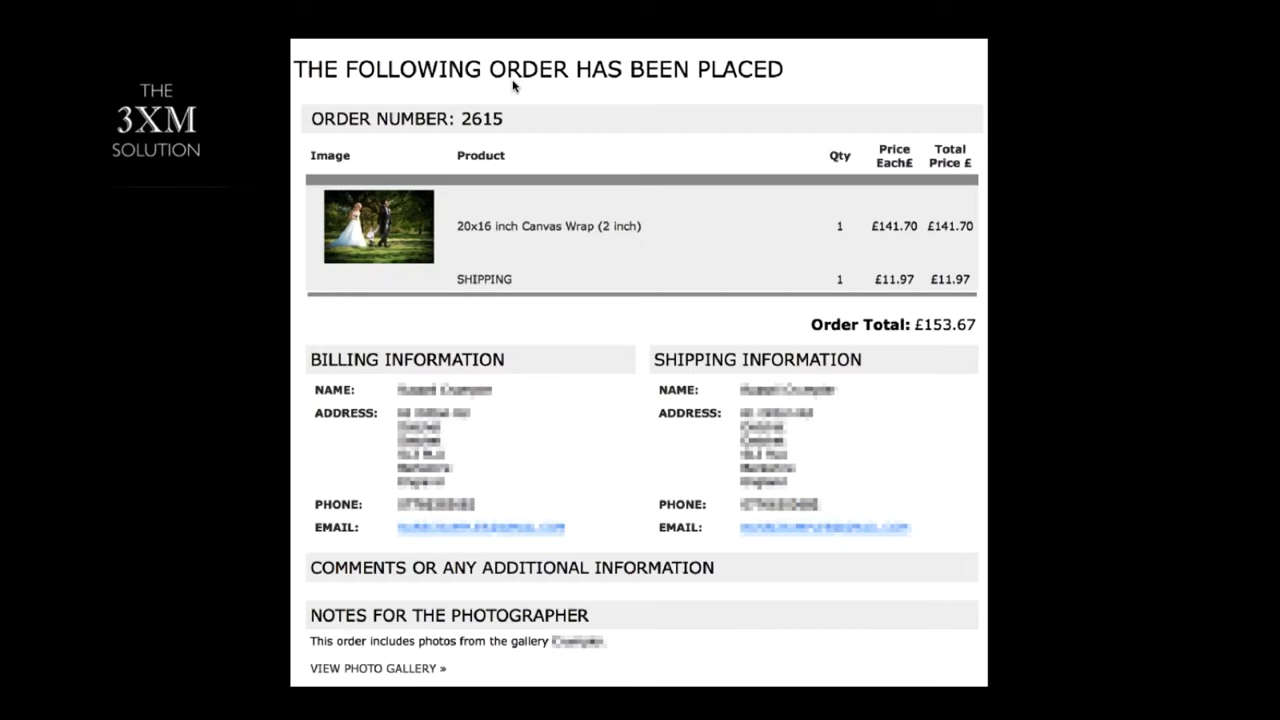 THE
3XM
SOLUTION
THE FOLLOWING ORDER HAS BEEN PLACED
ORDER NUMBER: 2615
Image Product Qty Price Each£ Total Price £
20x16 inch Canvas Wrap (2 inch) 1 £141.70 £141.70
SHIPPING 1 £11.97 £11.97
Order Total: £153.67
BILLING INFORMATION SHIPPING INFORMATION
NAME: NAME:
ADDRESS: ADDRESS:
PHONE: PHONE:
EMAIL: EMAIL:
COMMENTS OR ANY ADDITIONAL INFORMATION
NOTES FOR THE PHOTOGRAPHER
This order includes photos from the gallery
VIEW PHOTO GALLERY »